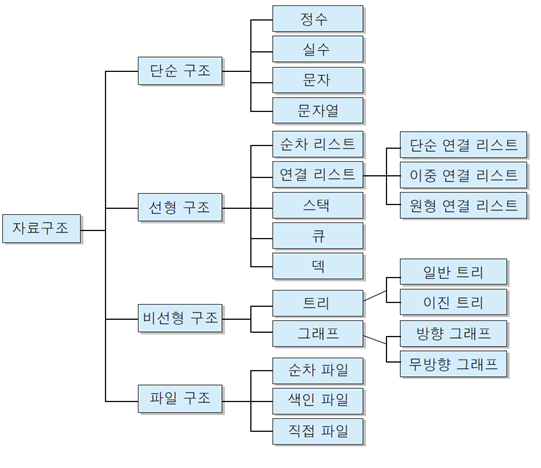 자료구조
단순 구조
정수
실수
문자
문자열
선형 구조
순차 리스트
연결 리스트
단순 연결 리스트
이중 연결 리스트
원형 연결 리스트
스택
큐
덱
비선형 구조
트리
일반 트리
이진 트리
그래프
방향 그래프
무방향 그래프
파일 구조
순차 파일
색인 파일
직접 파일